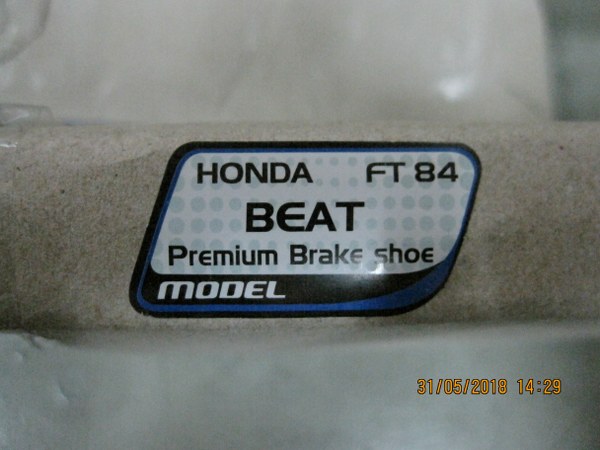 HONDA FT 84
BEAT
Premium Brake shoe
MODEL
31/05/2018 14:29